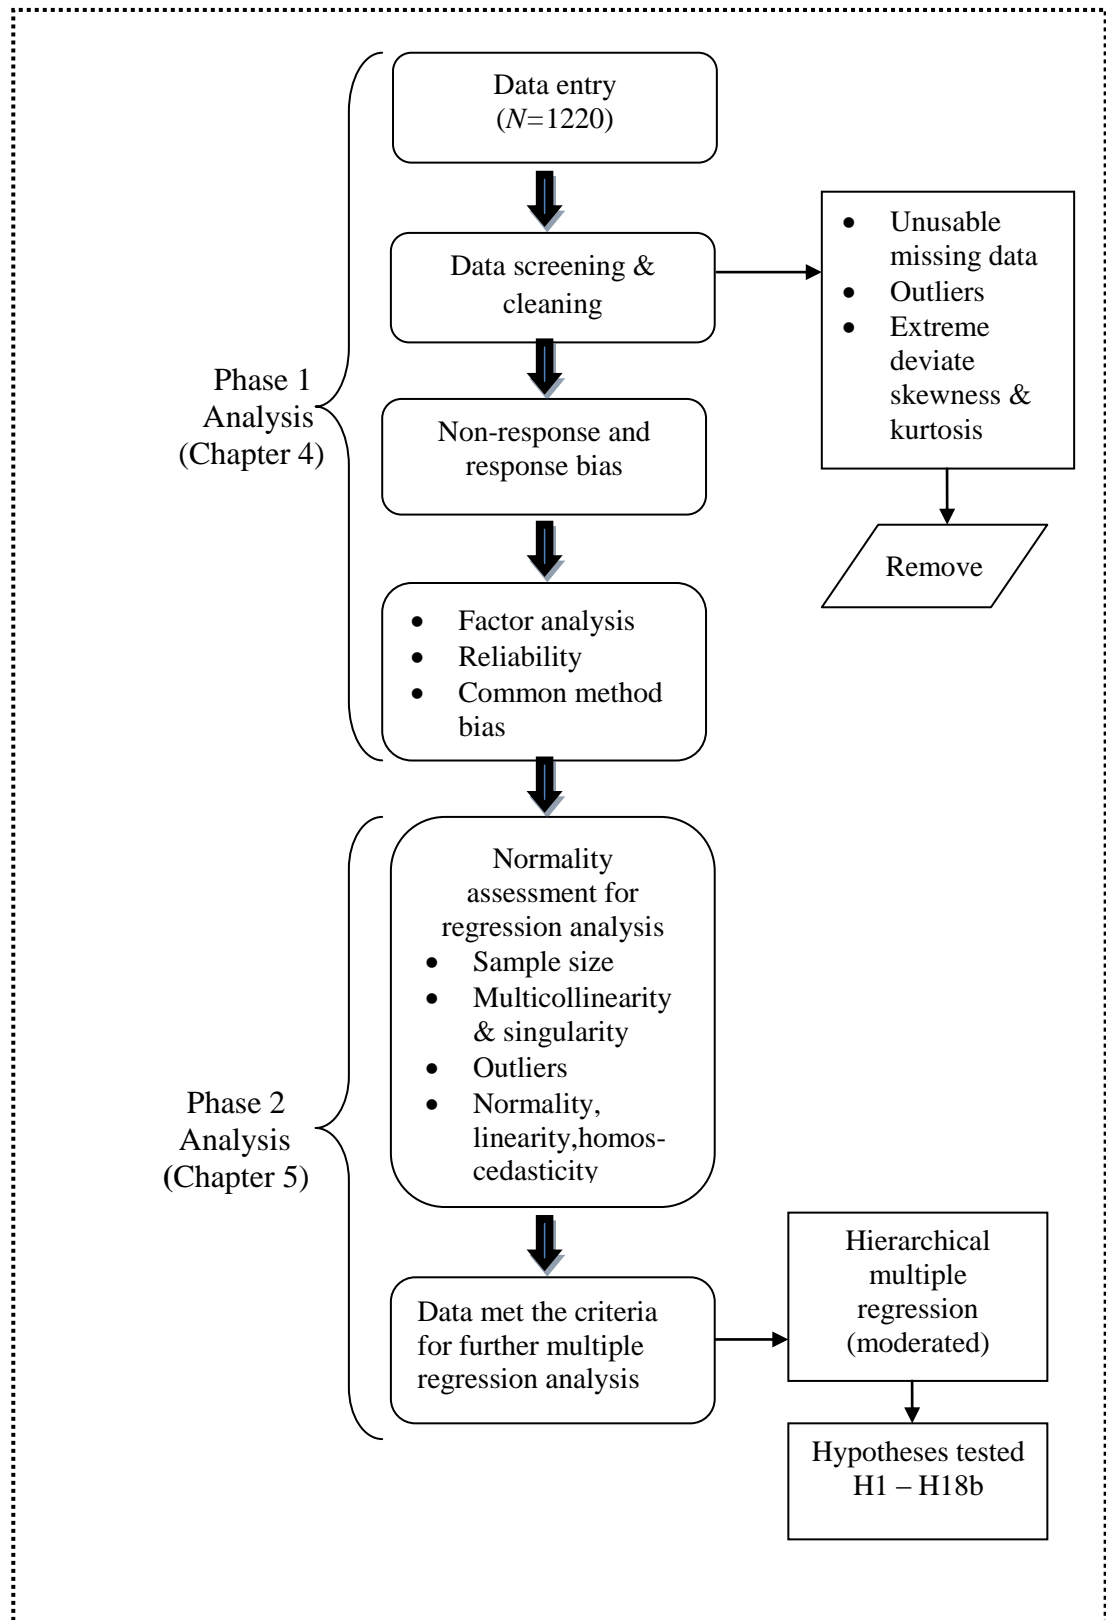 Data entry
(N=1220)
Data screening &
cleaning
• Unusable
missing data
• Outliers
• Extreme
deviate
skewness &
kurtosis
Remove
Phase 1
Analysis
(Chapter 4)
Non-response and
response bias
• Factor analysis
• Reliability
• Common method
bias
Phase 2
Analysis
(Chapter 5)
Normality
assessment for
regression analysis
• Sample size
• Multicollinearity
& singularity
• Outliers
• Normality,
linearity,homos-
cedasticity
Data met the criteria
for further multiple
regression analysis
Hierarchical
multiple
regression
(moderated)
Hypotheses tested
H1 – H18b